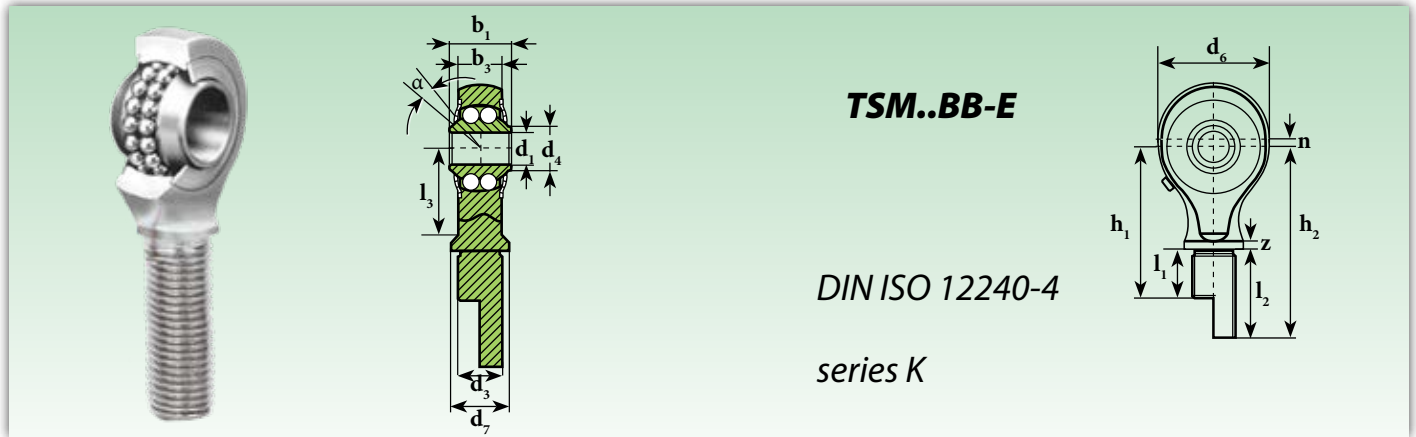 b₁
b₃
α
d₁
d₄
l₃
d₃
d₇
TSM..BB-E
DIN ISO 12240-4
series K
d₆
n
h₁
h₂
z
l₁
l₂